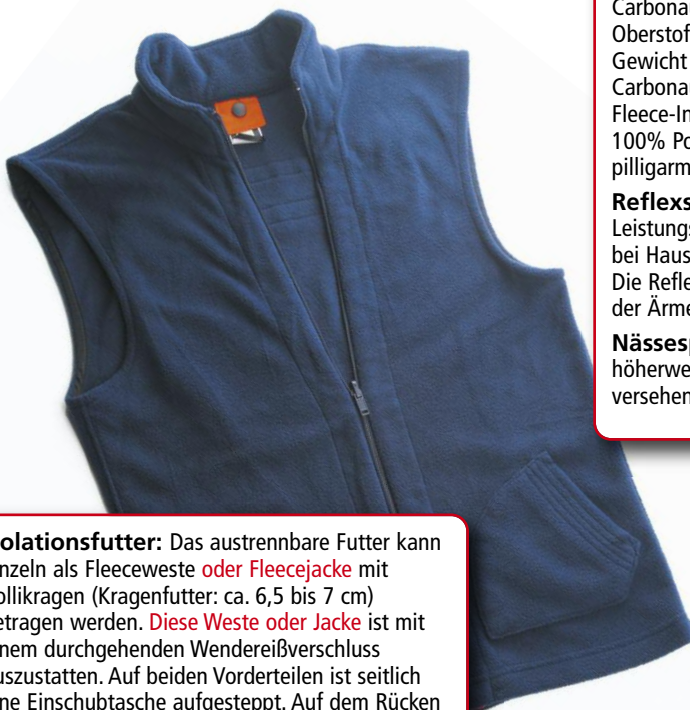 Oberstof
Gewicht
Fleece-In
100% Po
pilligarm
Reflexs
Leistungs
bei Haus
Die Refle
der Ärme
Nässesp
höherwe
versehen
olationsfutter: Das austrennbare Futter kann
nzeln als Fleeceweste oder Fleecejacke mit
ollikragen (Kragenfutter: ca. 6,5 bis 7 cm)
etragen werden. Diese Weste oder Jacke ist mit
nem durchgehenden Wendereißverschluss
uszustatten. Auf beiden Vorderteilen ist seitlich
ne Einschubtasche aufgesteppt. Auf dem Rücken